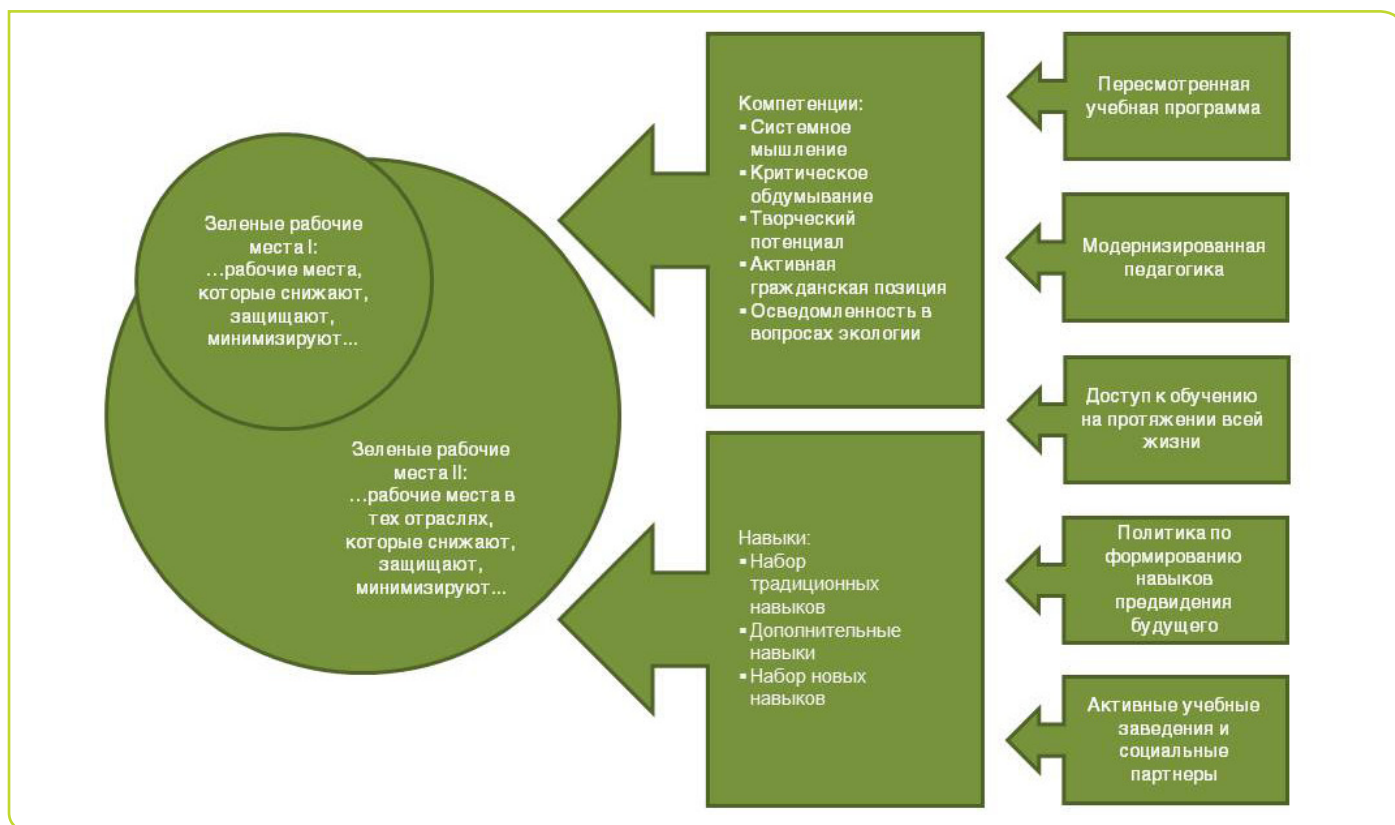 Зеленые рабочие
места I:
...рабочие места,
которые снижают,
защищают,
минимизируют...
Зеленые рабочие
места II:
...рабочие места в
тех отраслях,
которые снижают,
защищают,
минимизируют...
Компетенции:
▪ Системное
мышление
▪ Критическое
обдумывание
▪ Творческий
потенциал
▪ Активная
гражданская позиция
▪ Осведомленность в
вопросах экологии
Навыки:
▪ Набор
традиционных
навыков
▪ Дополнительные
навыки
▪ Набор новых
навыков
Пересмотренная
учебная программа
Модернизированная
педагогика
Доступ к обучению
на протяжении всей
жизни
Политика по
формированию
навыков
предвидения
будущего
Активные учебные
заведения и
социальные
партнеры